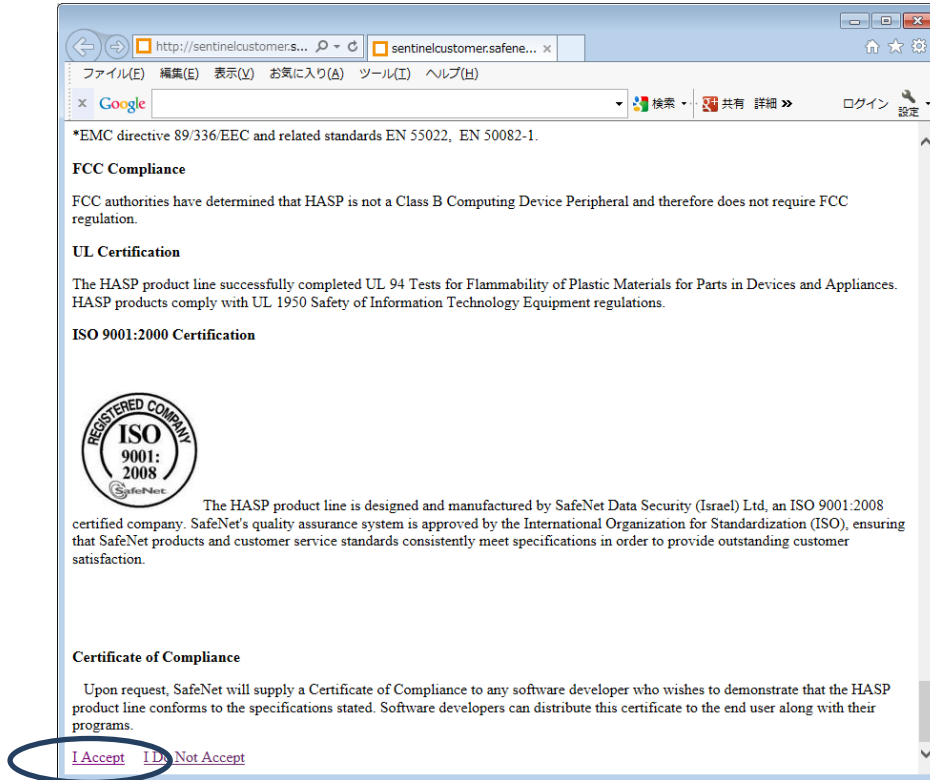 http://sentinelcustomer.s...
sentinelcustomer.safene... ×
ファイル(F) 編集(E) 表示(V) お気に入り(A) ツール(T) ヘルプ(H)
x Google 検索 共有 詳細 » ログイン 設定
*EMC directive 89/336/EEC and related standards EN 55022, EN 50082-1.
FCC Compliance
FCC authorities have determined that HASP is not a Class B Computing Device Peripheral and therefore does not require FCC
regulation.
UL Certification
The HASP product line successfully completed UL 94 Tests for Flammability of Plastic Materials for Parts in Devices and Appliances.
HASP products comply with UL 1950 Safety of Information Technology Equipment regulations.
ISO 9001:2000 Certification
REGISTERED COMPANY
ISO
9001:
2008
SafeNet
The HASP product line is designed and manufactured by SafeNet Data Security (Israel) Ltd, an ISO 9001:2008
certified company. SafeNet's quality assurance system is approved by the International Organization for Standardization (ISO), ensuring
that SafeNet products and customer service standards consistently meet specifications in order to provide outstanding customer
satisfaction.
Certificate of Compliance
Upon request, SafeNet will supply a Certificate of Compliance to any software developer who wishes to demonstrate that the HASP
product line conforms to the specifications stated. Software developers can distribute this certificate to the end user along with their
programs.
I Accept I Do Not Accept